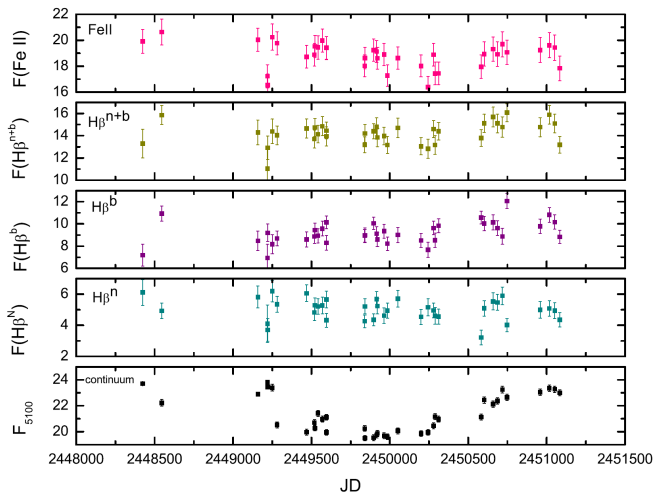 FeII
F(Fe II)
16 18 20 22
Hβⁿ⁺ᵇ
F(Hβⁿ⁺ᵇ)
10 12 14 16
Hβᵇ
F(Hβᵇ)
6 8 10 12
Hβⁿ
F(Hβᴺ)
2 4 6
continuum
F₅₁₀₀
20 22 24
2448000 2448500 2449000 2449500 2450000 2450500 2451000 2451500
JD